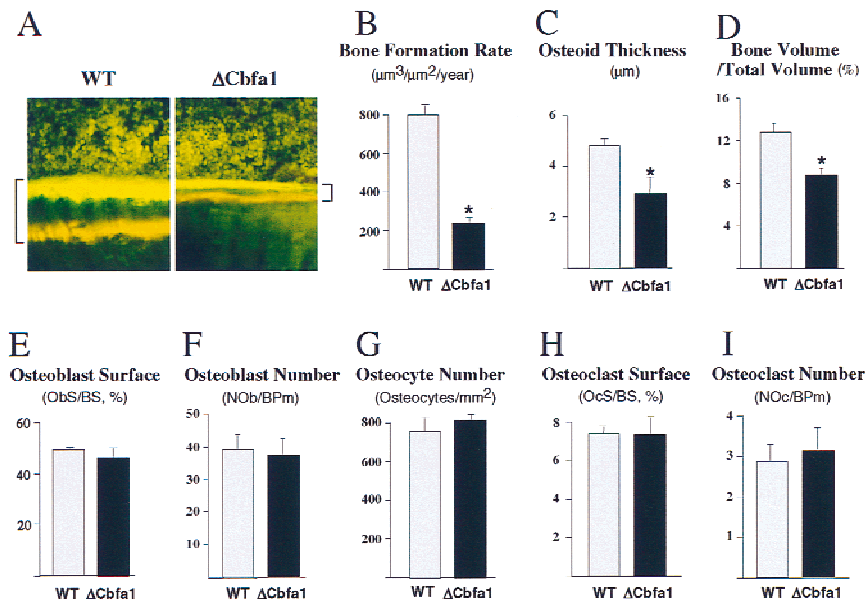 A
WT
ΔCbfa1
B
Bone Formation Rate
(µm3/µm2/year)
800
600
400
200
*
WT ΔCbfa1
C
Osteoid Thickness
(µm)
6
4
2
*
WT ΔCbfa1
D
Bone Volume
/Total Volume (%)
16
12
8
4
*
WT ΔCbfa1
E
Osteoblast Surface
(ObS/BS, %)
60
40
20
WT ΔCbfa1
F
Osteoblast Number
(NOb/BPm)
50
40
30
20
10
WT ΔCbfa1
G
Osteocyte Number
(Osteocytes/mm2)
800
600
400
200
WT ΔCbfa1
H
Osteoclast Surface
(OcS/BS, %)
8
6
4
2
WT ΔCbfa1
I
Osteoclast Number
(NOc/BPm)
4
3
2
1
WT ΔCbfa1